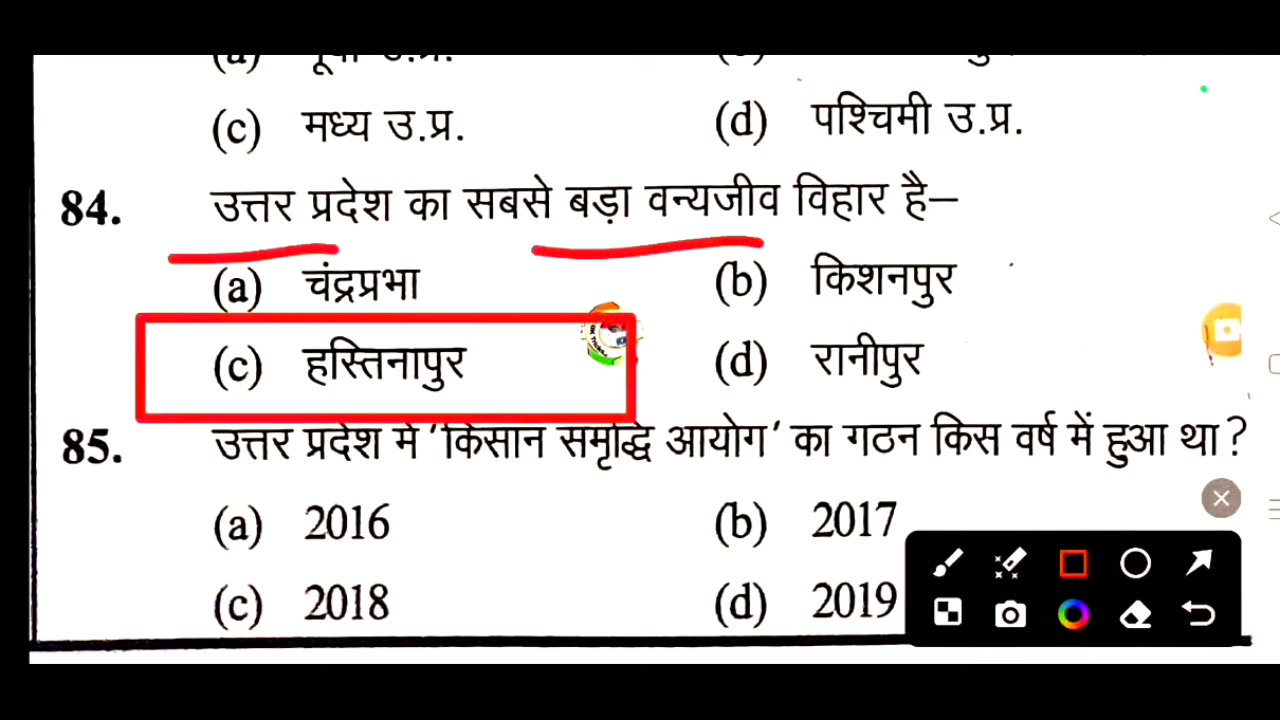 (c) मध्य उ.प्र. (d) पश्चिमी उ.प्र.
84. उत्तर प्रदेश का सबसे बड़ा वन्यजीव विहार है–
(a) चंद्रप्रभा (b) किशनपुर
(c) हस्तिनापुर (d) रानीपुर
85. उत्तर प्रदेश में 'किसान समृद्धि आयोग' का गठन किस वर्ष में हुआ था?
(a) 2016 (b) 2017
(c) 2018 (d) 2019